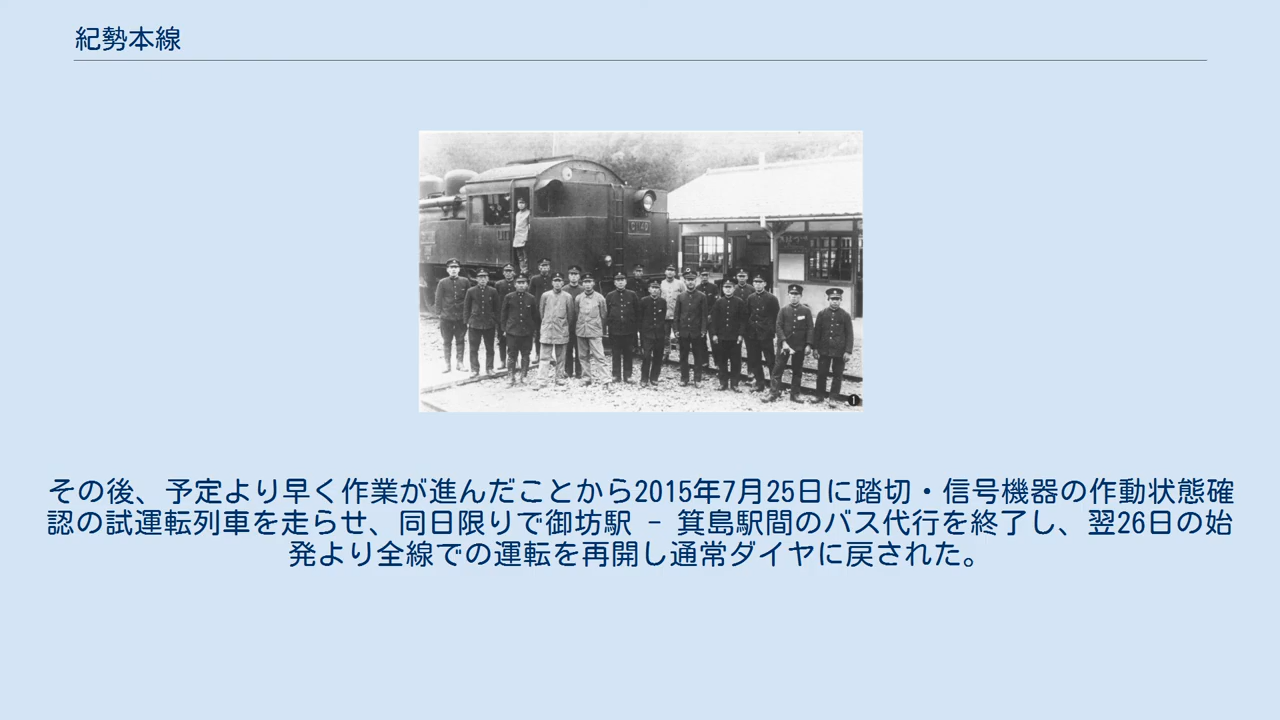 紀勢本線
その後、予定より早く作業が進んだことから2015年7月25日に踏切・信号機器の作動状態確
認の試運転列車を走らせ、同日限りで御坊駅 － 箕島駅間のバス代行を終了し、翌26日の始
発より全線での運転を再開し通常ダイヤに戻された。